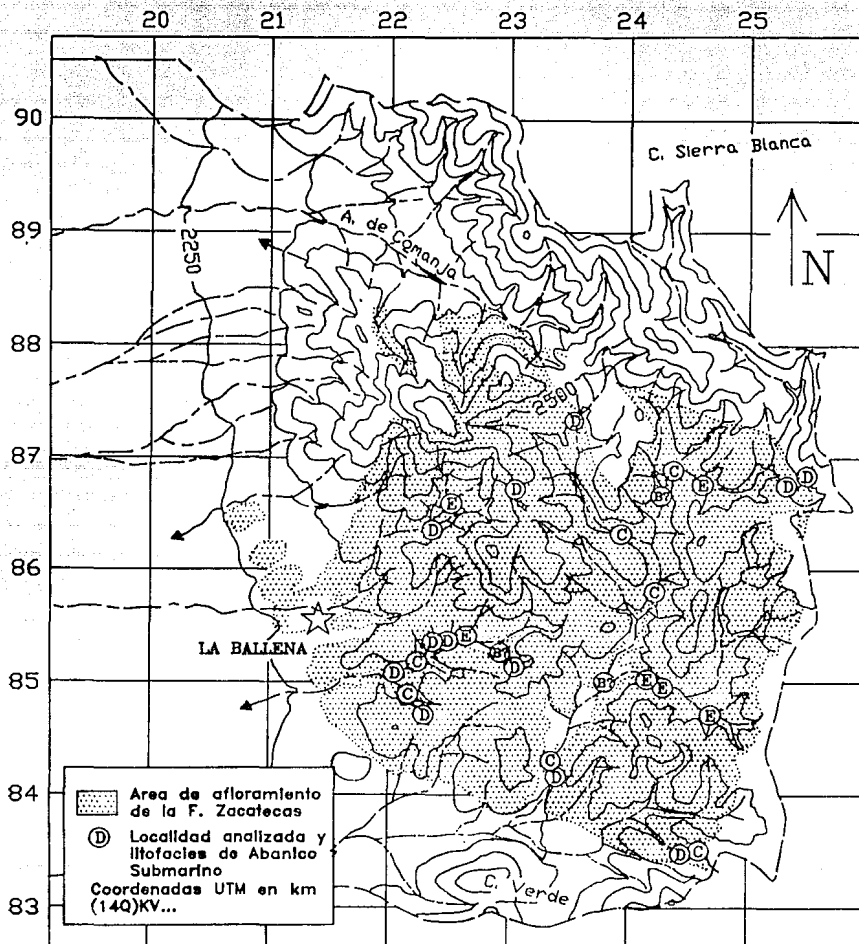 20 21 22 23 24 25
90
C. Sierra Blanca
89
A. de Comanja
2250
N
88
2500
87
D
C
E
B?
D
D
D
E
D
C
86
C
LA BALLENA
D
D
E
C
D
D
85
C
D
B?
E
E
E
C
D
84
D
C
Area de afloramiento
de la F. Zacatecas
D Localidad analizada y
litofacies de Abanico
Submarino
Coordenadas UTM en km
(14Q)KV...
C. Verde
83